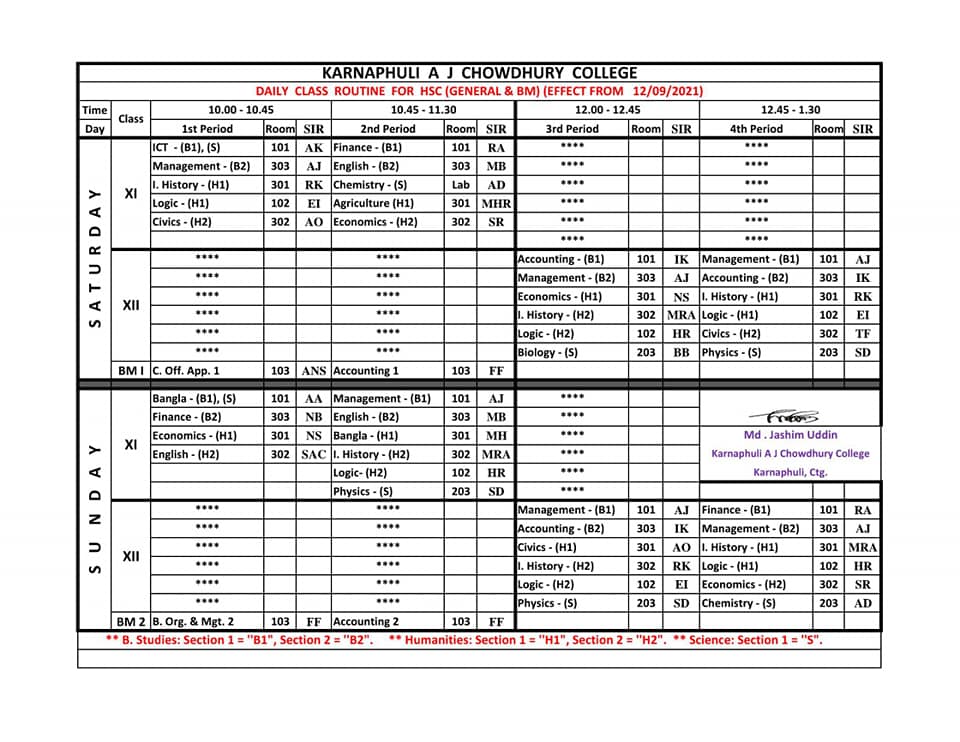 KARNAPHULI A J CHOWDHURY COLLEGE
DAILY CLASS ROUTINE FOR HSC (GENERAL & BM) (EFFECT FROM 12/09/2021)
Time Class 10.00 - 10.45 10.45 - 11.30 12.00 - 12.45 12.45 - 1.30
Day 1st Period Room SIR 2nd Period Room SIR 3rd Period Room SIR 4th Period Room SIR
SATURDAY
XI
ICT - (B1), (S) 101 AK Finance - (B1) 101 RA **** ****
Management - (B2) 303 AJ English - (B2) 303 MB **** ****
I. History - (H1) 301 RK Chemistry - (S) Lab AD **** ****
Logic - (H1) 102 EI Agriculture (H1) 301 MHR **** ****
Civics - (H2) 302 AO Economics - (H2) 302 SR **** ****
**** ****
XII
**** **** Accounting - (B1) 101 IK Management - (B1) 101 AJ
**** **** Management - (B2) 303 AJ Accounting - (B2) 303 IK
**** **** Economics - (H1) 301 NS I. History - (H1) 301 RK
**** **** I. History - (H2) 302 MRA Logic - (H1) 102 EI
**** **** Logic - (H2) 102 HR Civics - (H2) 302 TF
**** **** Biology - (S) 203 BB Physics - (S) 203 SD
BM I C. Off. App. 1 103 ANS Accounting 1 103 FF
SUNDAY
XI
Bangla - (B1), (S) 101 AA Management - (B1) 101 AJ ****
Finance - (B2) 303 NB English - (B2) 303 MB ****
Economics - (H1) 301 NS Bangla - (H1) 301 MH **** Md . Jashim Uddin
English - (H2) 302 SAC I. History - (H2) 302 MRA **** Karnaphuli A J Chowdhury College
Logic- (H2) 102 HR **** Karnaphuli, Ctg.
Physics - (S) 203 SD ****
XII
**** **** Management - (B1) 101 AJ Finance - (B1) 101 RA
**** **** Accounting - (B2) 303 IK Management - (B2) 303 AJ
**** **** Civics - (H1) 301 AO I. History - (H1) 301 MRA
**** **** I. History - (H2) 302 RK Logic - (H1) 102 HR
**** **** Logic - (H2) 102 EI Economics - (H2) 302 SR
**** **** Physics - (S) 203 SD Chemistry - (S) 203 AD
BM 2 B. Org. & Mgt. 2 103 FF Accounting 2 103 FF
** B. Studies: Section 1 = "B1", Section 2 = "B2". ** Humanities: Section 1 = "H1", Section 2 = "H2". ** Science: Section 1 = "S".